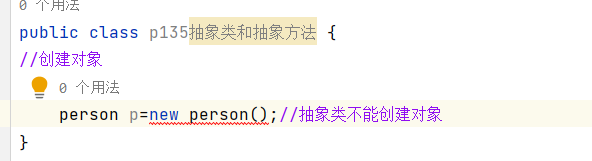 0 个用法
public class p135抽象类和抽象方法 {
//创建对象
0 个用法
person p=new person();//抽象类不能创建对象
}